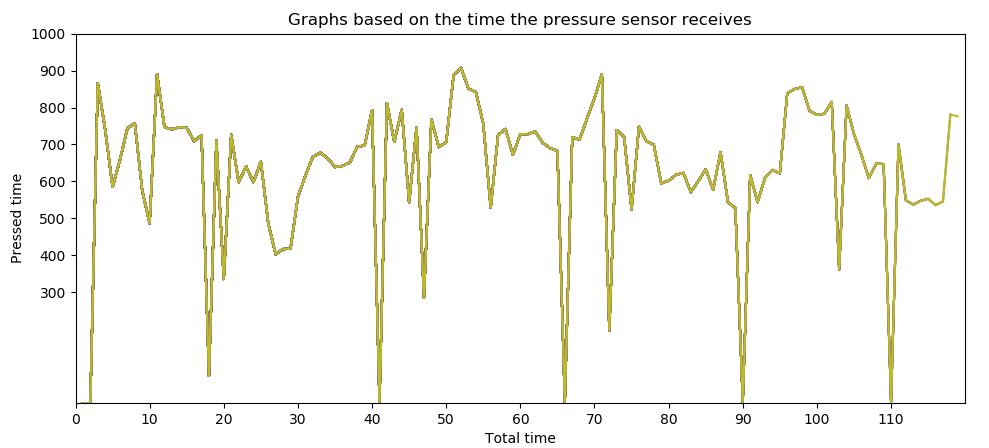 Graphs based on the time the pressure sensor receives
1000
900
800
700
600
500
400
300
Pressed time
0 10 20 30 40 50 60 70 80 90 100 110
Total time